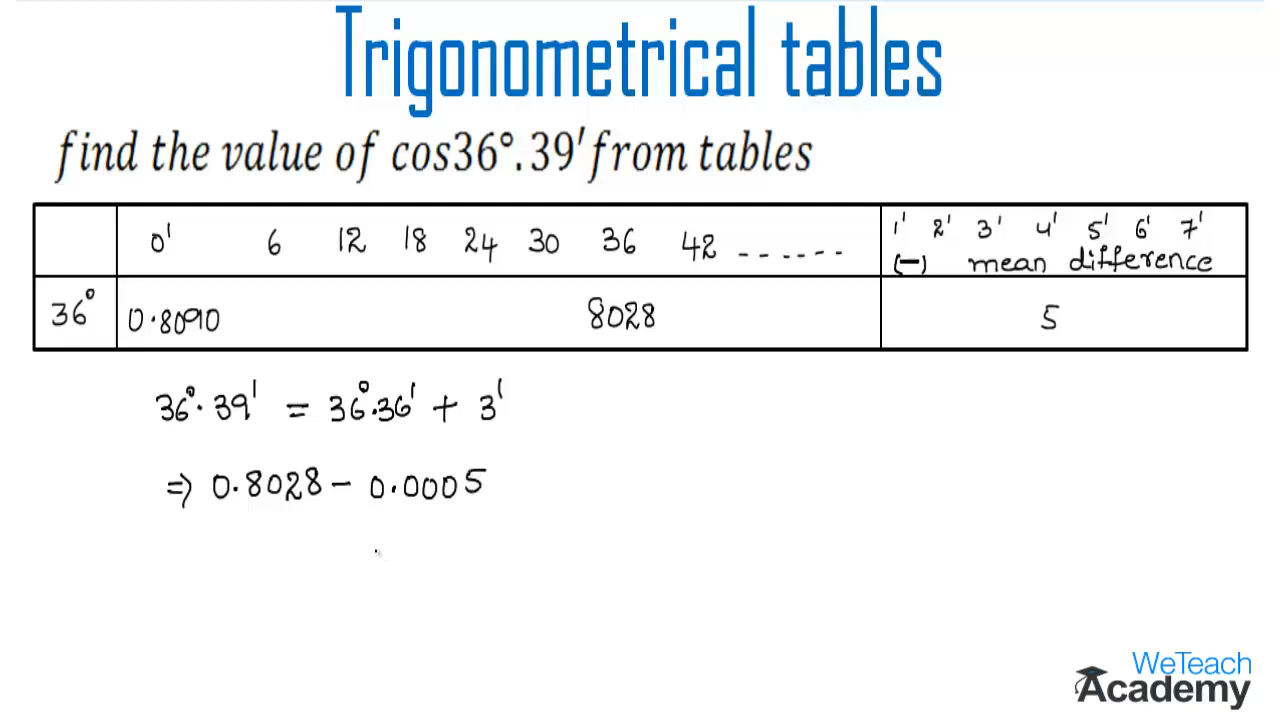 Trigonometrical tables
find the value of cos36°.39' from tables
0' 6 12 18 24 30 36 42 ------ 1' 2' 3' 4' 5' 6' 7'
(-) mean difference
36° 0.8090 8028 5
36°.39' = 36°.36' + 3'
⇒ 0.8028 - 0.0005
WeTeach
Academy